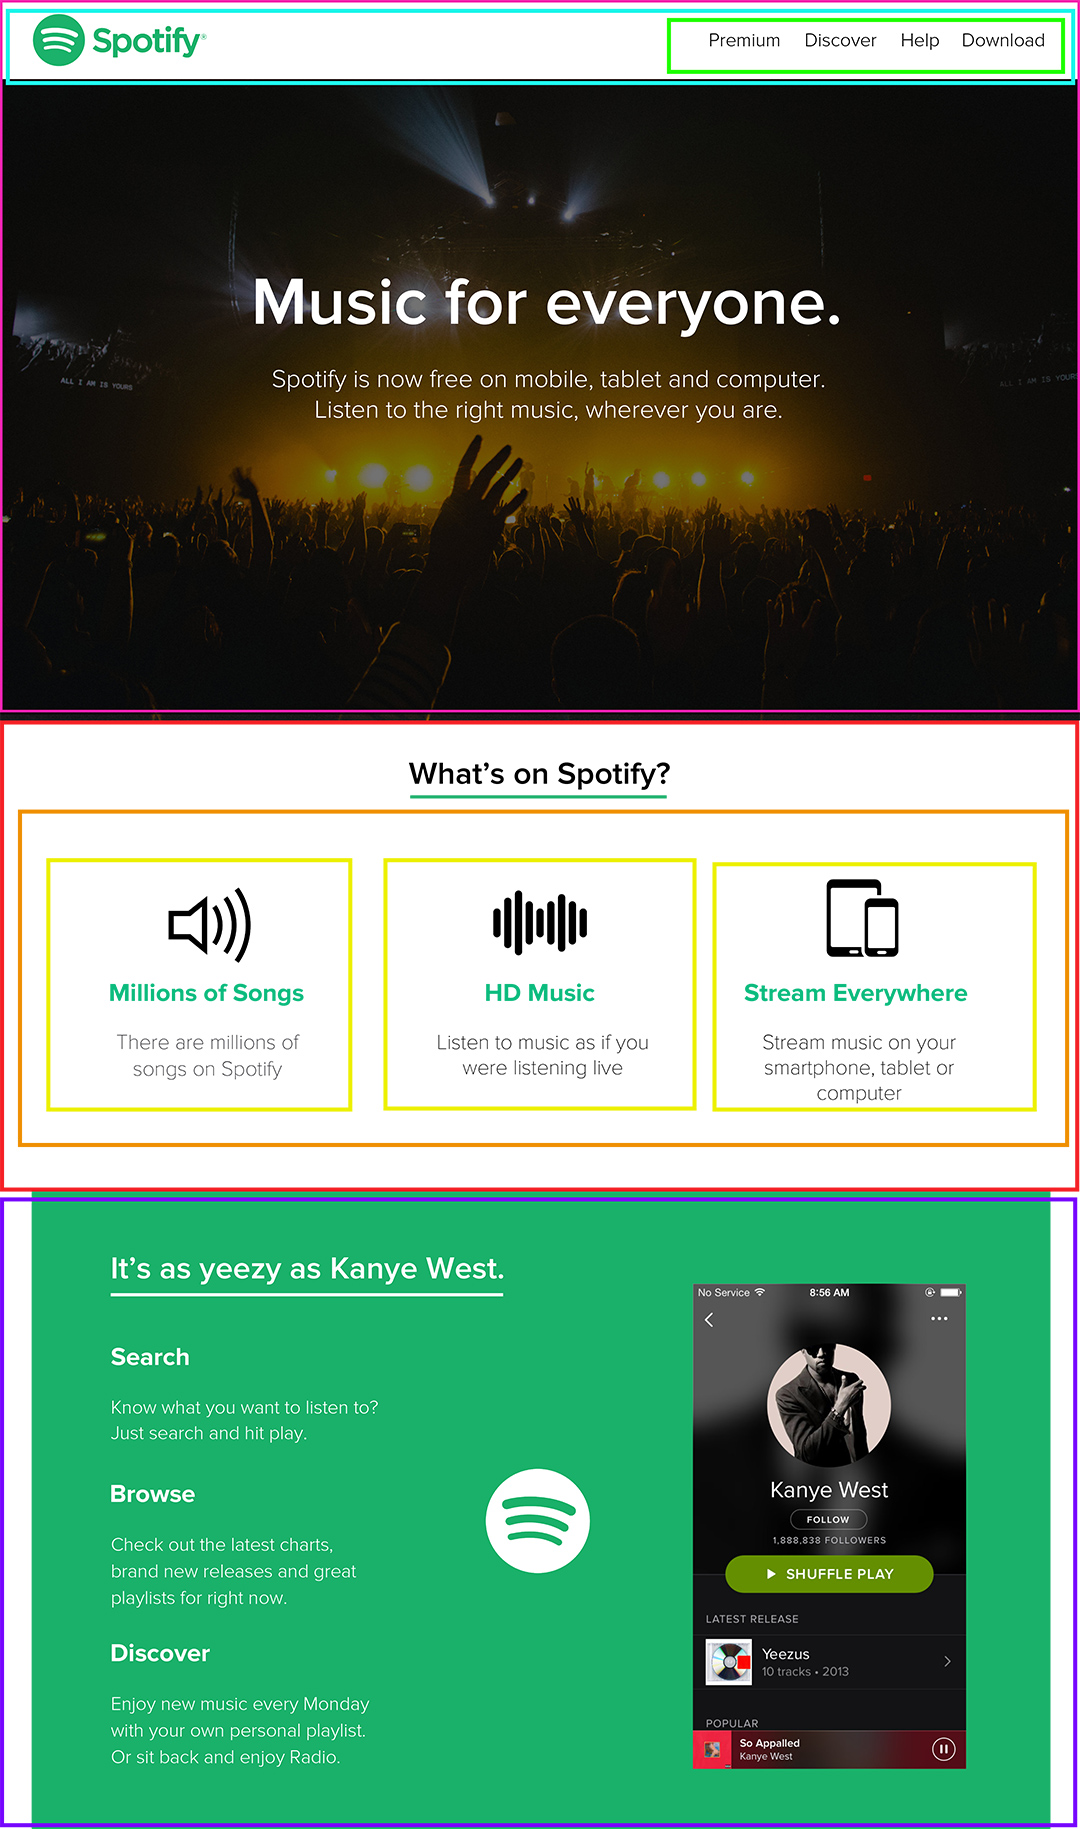 Spotify®
Premium Discover Help Download
Music for everyone.
ALL I AM IS YOURS
ALL I AM IS YOURS
Spotify is now free on mobile, tablet and computer.
Listen to the right music, wherever you are.
What's on Spotify?
Millions of Songs
There are millions of
songs on Spotify
HD Music
Listen to music as if you
were listening live
Stream Everywhere
Stream music on your
smartphone, tablet or
computer
It's as yeezy as Kanye West.
Search
Know what you want to listen to?
Just search and hit play.
Browse
Check out the latest charts,
brand new releases and great
playlists for right now.
Discover
Enjoy new music every Monday
with your own personal playlist.
Or sit back and enjoy Radio.
No Service 8:56 AM
Kanye West
FOLLOW
1,888,838 FOLLOWERS
SHUFFLE PLAY
LATEST RELEASE
Yeezus
10 tracks • 2013
POPULAR
So Appalled
Kanye West